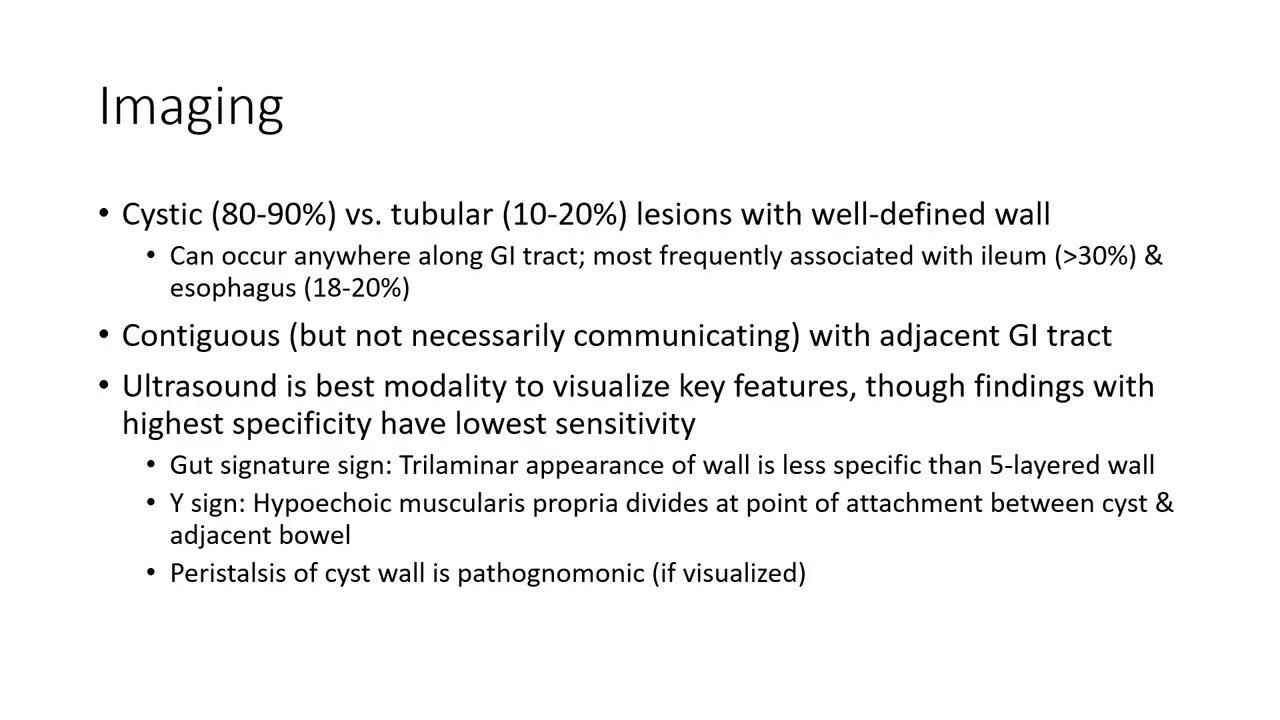 Imaging
• Cystic (80-90%) vs. tubular (10-20%) lesions with well-defined wall
• Can occur anywhere along GI tract; most frequently associated with ileum (>30%) &
esophagus (18-20%)
• Contiguous (but not necessarily communicating) with adjacent GI tract
• Ultrasound is best modality to visualize key features, though findings with
highest specificity have lowest sensitivity
• Gut signature sign: Trilaminar appearance of wall is less specific than 5-layered wall
• Y sign: Hypoechoic muscularis propria divides at point of attachment between cyst &
adjacent bowel
• Peristalsis of cyst wall is pathognomonic (if visualized)